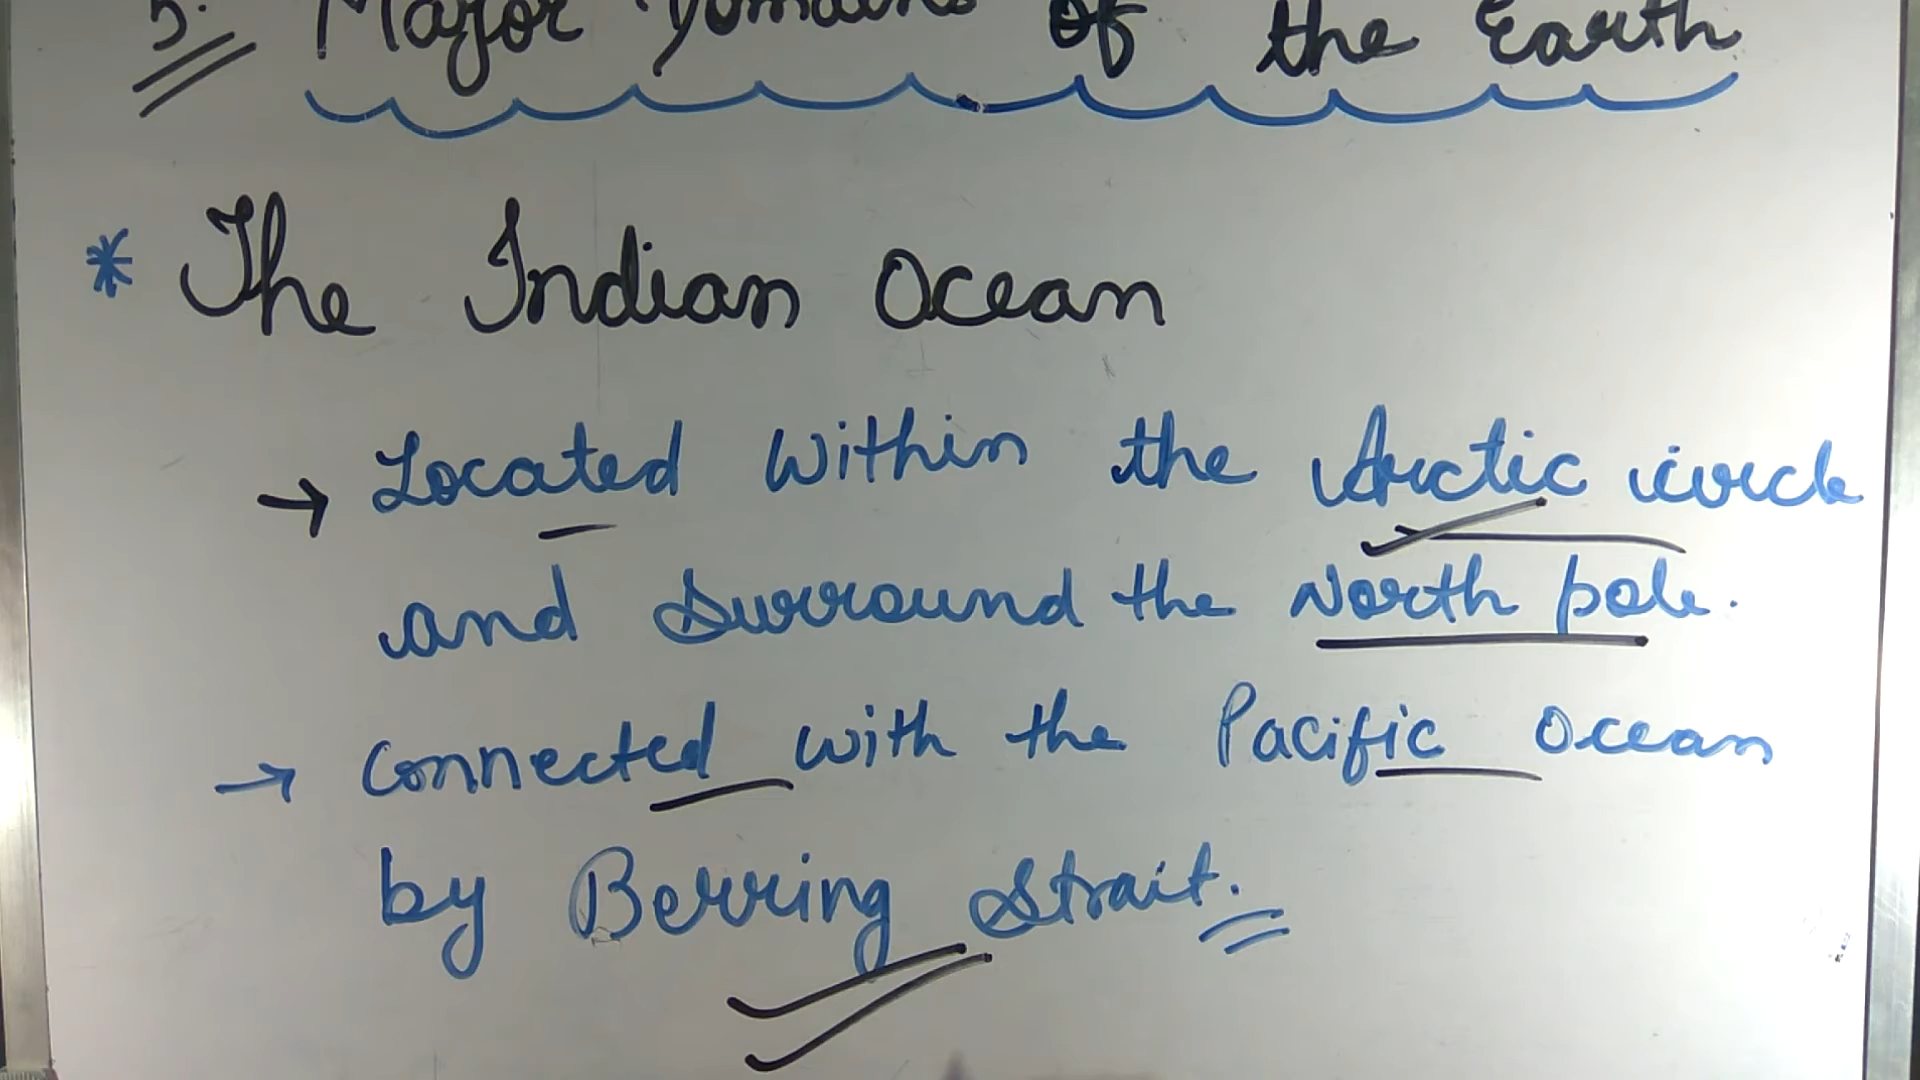 5. Major Domains of the Earth
* The Indian Ocean
→ Located within the Arctic circle
and surround the North pole.
→ Connected with the Pacific Ocean
by Berring Strait.